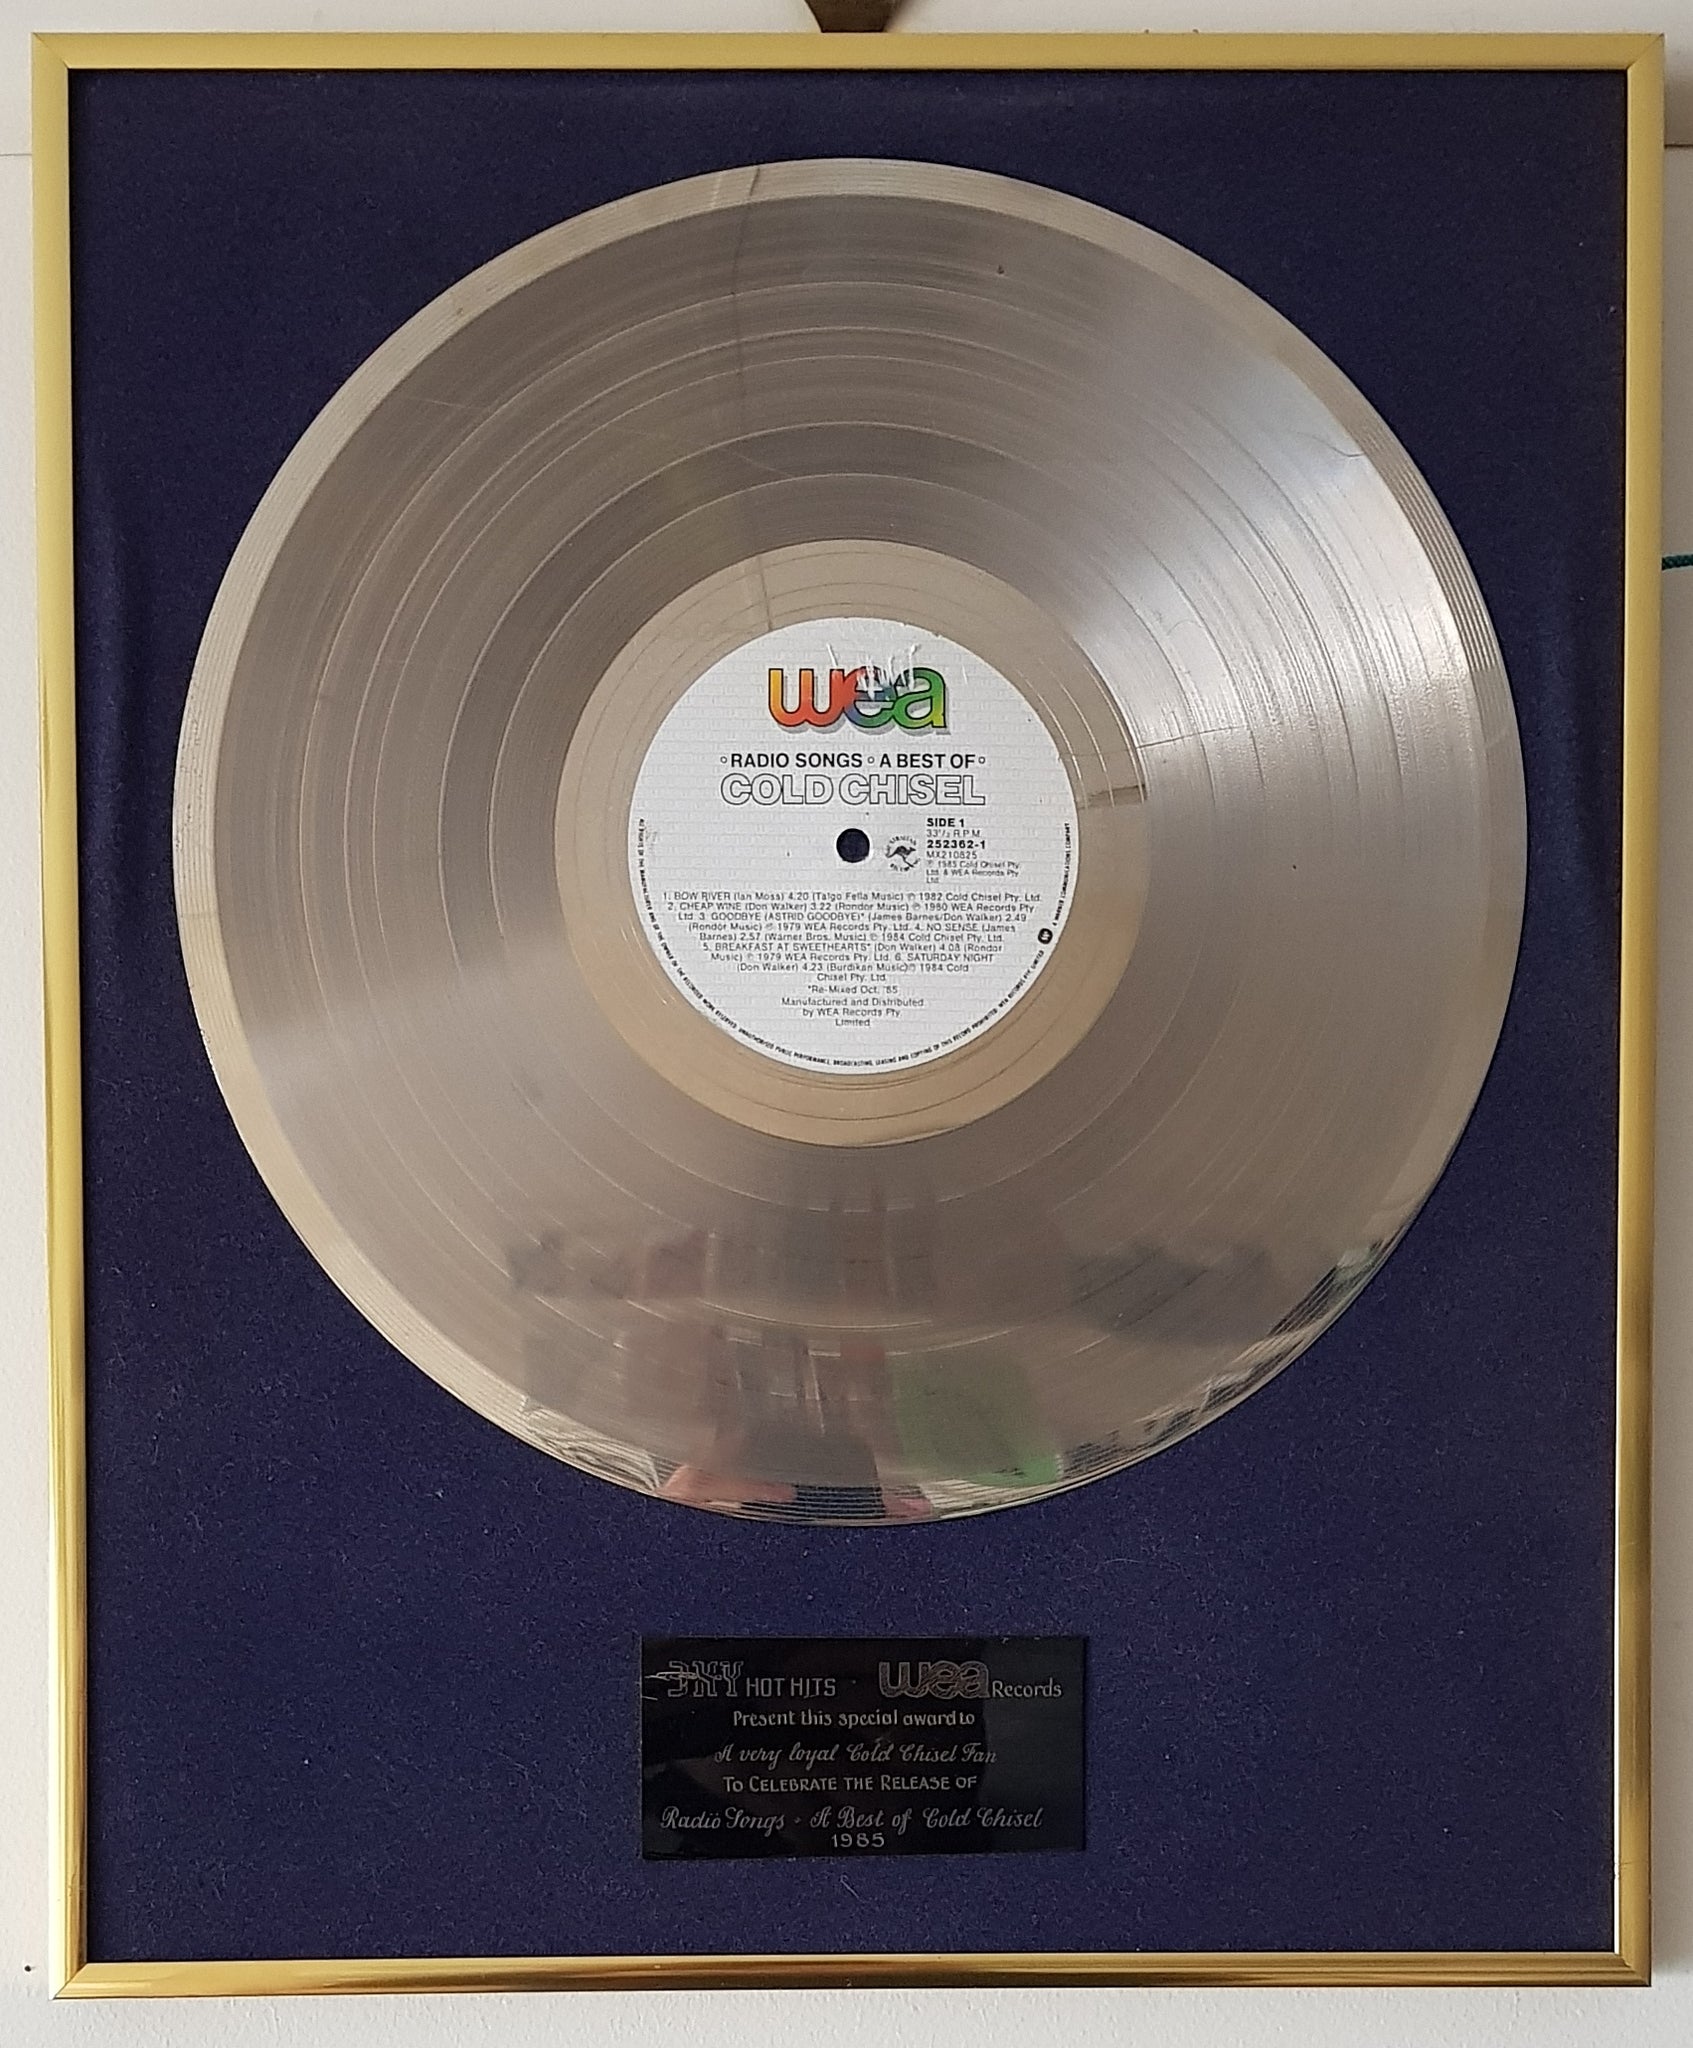 wea
RADIO SONGS ∘ A BEST OF
COLD CHISEL
SIDE 1
33⅓ R.P.M.
252362-1
MX210825
℗ 1985 Cold Chisel Pty.
Ltd. & WEA Records Pty.
Ltd.
1. BOW RIVER (Ian Moss) 4.20 (Talgo Fella Music) ℗ 1982 Cold Chisel Pty. Ltd.
2. CHEAP WINE (Don Walker) 3.22 (Rondor Music) ℗ 1980 WEA Records Pty.
Ltd. 3. GOODBYE (ASTRID GOODBYE)* (James Barnes/Don Walker) 2.49
(Rondor Music) ℗ 1979 WEA Records Pty. Ltd. 4. NO SENSE (James
Barnes) 2.57 (Warner Bros. Music) ℗ 1984 Cold Chisel Pty. Ltd.
5. BREAKFAST AT SWEETHEARTS* (Don Walker) 4.08 (Rondor
Music) ℗ 1979 WEA Records Pty. Ltd. 6. SATURDAY NIGHT
(Don Walker) 4.23 (Burdikan Music) ℗ 1984 Cold
Chisel Pty. Ltd.
*Re-Mixed Oct. '85
Manufactured and Distributed
by WEA Records Pty.
Limited
3XY HOT HITS · wea Records
Present this special award to
A very loyal Cold Chisel Fan
TO CELEBRATE THE RELEASE OF
Radio Songs · A Best of Cold Chisel
1985